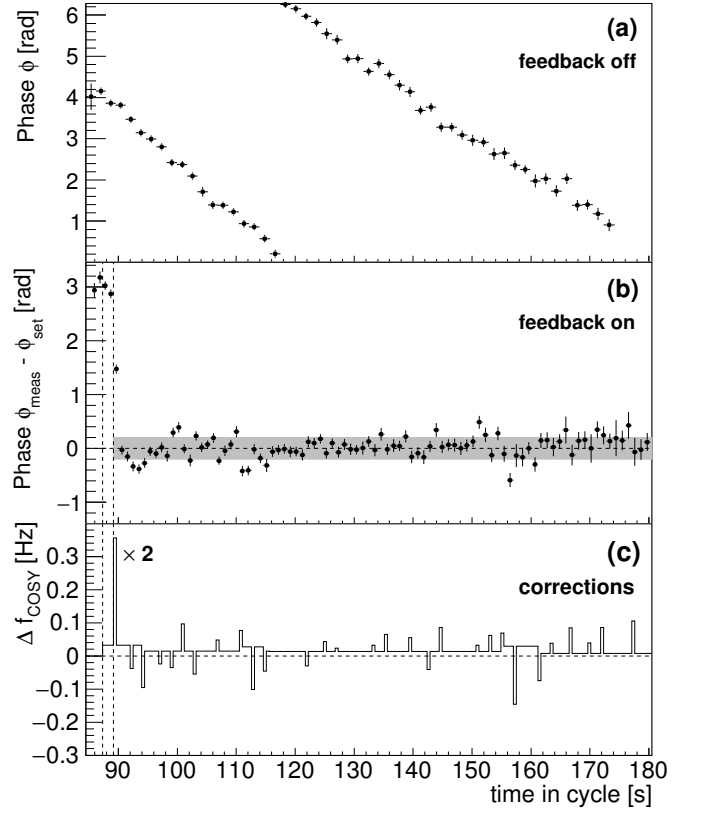 6
5
4
3
2
1
Phase ϕ [rad]
(a)
feedback off
3
2
1
0
−1
Phase ϕmeas - ϕset [rad]
(b)
feedback on
0.3
0.2
0.1
0
−0.1
−0.2
−0.3
Δ fCOSY [Hz]
× 2
(c)
corrections
90 100 110 120 130 140 150 160 170 180
time in cycle [s]